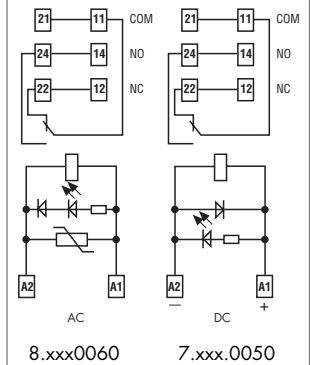 21 11 COM 21 11 COM
24 14 NO 24 14 NO
22 12 NC 22 12 NC
A2 A1 A2 A1
AC — DC +
8.xxx0060 7.xxx.0050